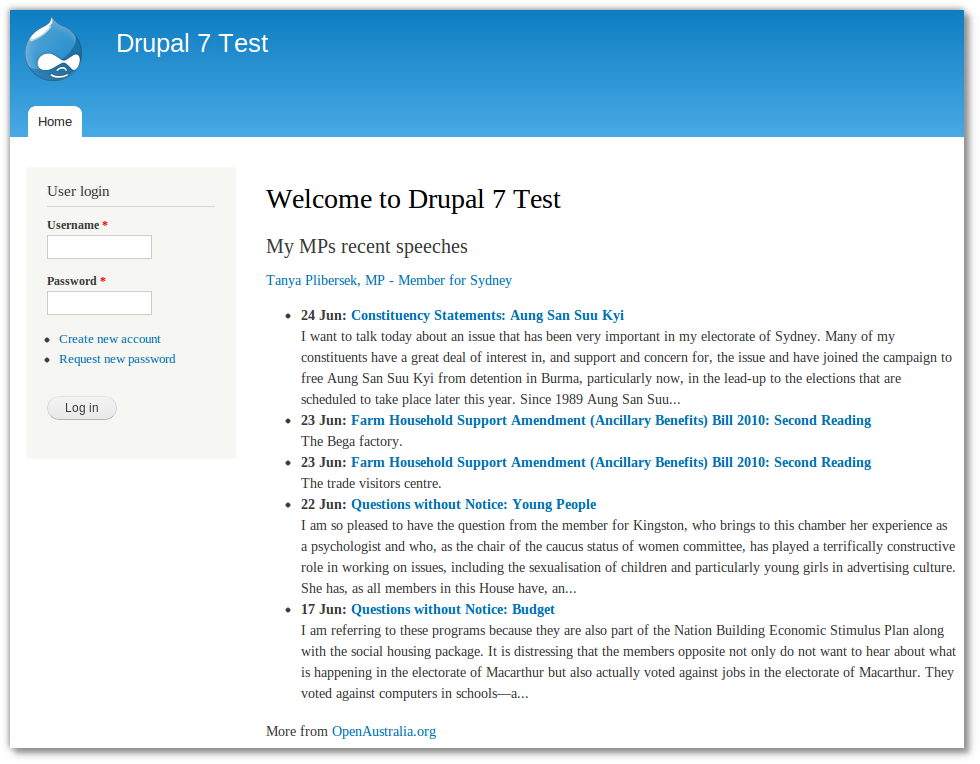 Drupal 7 Test
Home
User login
Username *
Password *
Create new account
Request new password
Log in
Welcome to Drupal 7 Test
My MPs recent speeches
Tanya Plibersek, MP - Member for Sydney
24 Jun: Constituency Statements: Aung San Suu Kyi
I want to talk today about an issue that has been very important in my electorate of Sydney. Many of my
constituents have a great deal of interest in, and support and concern for, the issue and have joined the campaign to
free Aung San Suu Kyi from detention in Burma, particularly now, in the lead-up to the elections that are
scheduled to take place later this year. Since 1989 Aung San Suu...
23 Jun: Farm Household Support Amendment (Ancillary Benefits) Bill 2010: Second Reading
The Bega factory.
23 Jun: Farm Household Support Amendment (Ancillary Benefits) Bill 2010: Second Reading
The trade visitors centre.
22 Jun: Questions without Notice: Young People
I am so pleased to have the question from the member for Kingston, who brings to this chamber her experience as
a psychologist and who, as the chair of the caucus status of women committee, has played a terrifically constructive
role in working on issues, including the sexualisation of children and particularly young girls in advertising culture.
She has, as all members in this House have, an...
17 Jun: Questions without Notice: Budget
I am referring to these programs because they are also part of the Nation Building Economic Stimulus Plan along
with the social housing package. It is distressing that the members opposite not only do not want to hear about what
is happening in the electorate of Macarthur but also actually voted against jobs in the electorate of Macarthur. They
voted against computers in schools—a...
More from OpenAustralia.org